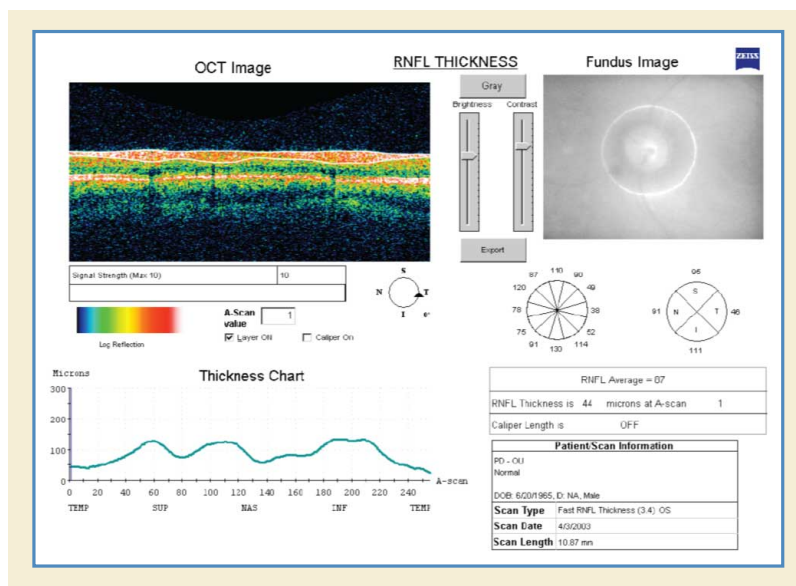 OCT Image
RNFL THICKNESS
Fundus Image
ZEISS
Gray
Brightness Contrast
Export
Signal Strength (Max 10) 10
S
N T
I 0°
Log Reflection
A-Scan value 1
Layer ON Caliper On
110
87 90
120 49
78 38
75 52
91 114
130
95
S
91 N T 46
I
111
Thickness Chart
Microns
300
200
100
0
0 20 40 60 80 100 120 140 160 180 200 220 240
A-scan
TEMP SUP NAS INF TEMP
RNFL Average = 87
RNFL Thickness is 44 microns at A-scan 1
Caliper Length is OFF
Patient/Scan Information
PD - OU
Normal
DOB: 6/20/1965, ID: NA, Male
Scan Type Fast RNFL Thickness (3.4) OS
Scan Date 4/3/2003
Scan Length 10.87 mm